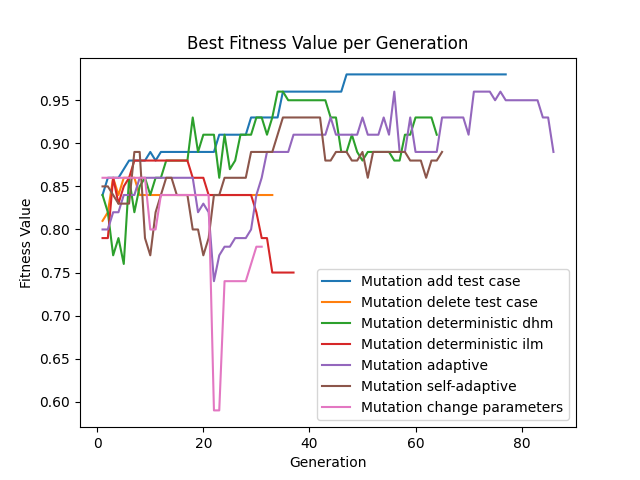 Best Fitness Value per Generation
Fitness Value
0.95
0.90
0.85
0.80
0.75
0.70
0.65
0.60
Mutation add test case
Mutation delete test case
Mutation deterministic dhm
Mutation deterministic ilm
Mutation adaptive
Mutation self-adaptive
Mutation change parameters
0 20 40 60 80
Generation